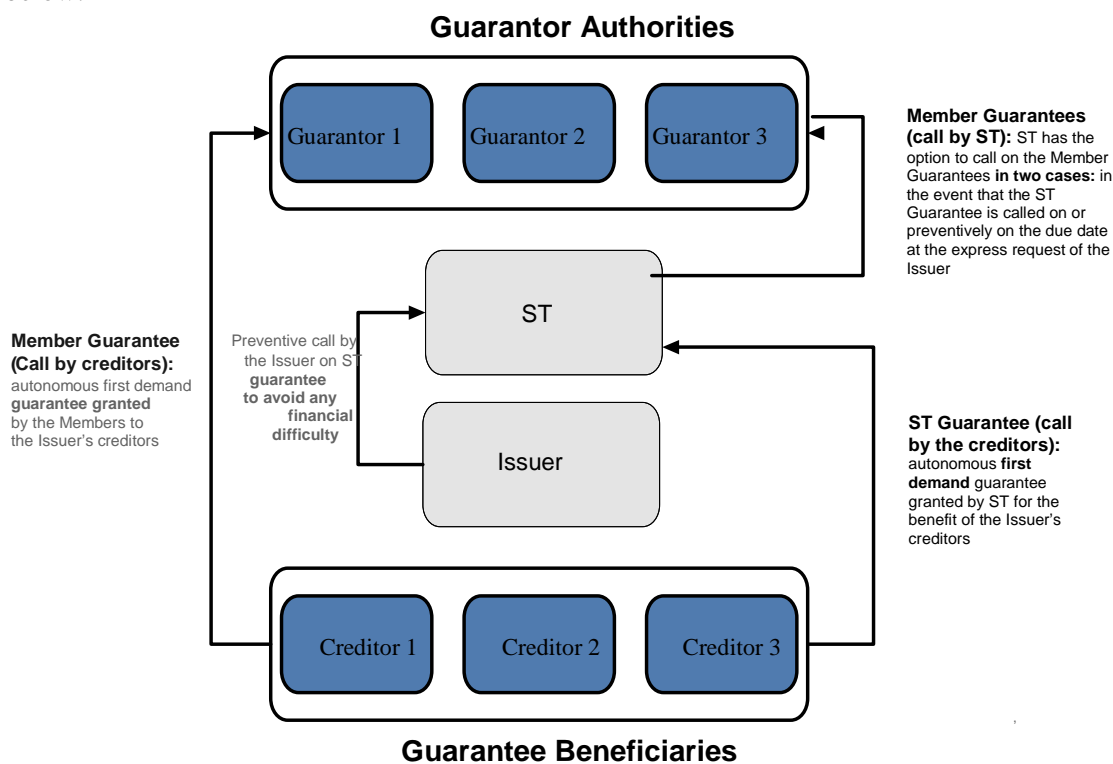 Guarantor Authorities
Guarantor 1
Guarantor 2
Guarantor 3
Member Guarantees
(call by ST): ST has the
option to call on the Member
Guarantees in two cases: in
the event that the ST
Guarantee is called on or
preventively on the due date
at the express request of the
Issuer
ST
Member Guarantee
(Call by creditors):
autonomous first demand
guarantee granted
by the Members to
the Issuer's creditors
Preventive call by
the Issuer on ST
guarantee
to avoid any
financial
difficulty
Issuer
ST Guarantee (call
by the creditors):
autonomous first
demand guarantee
granted by ST for the
benefit of the Issuer's
creditors
Creditor 1
Creditor 2
Creditor 3
,
Guarantee Beneficiaries